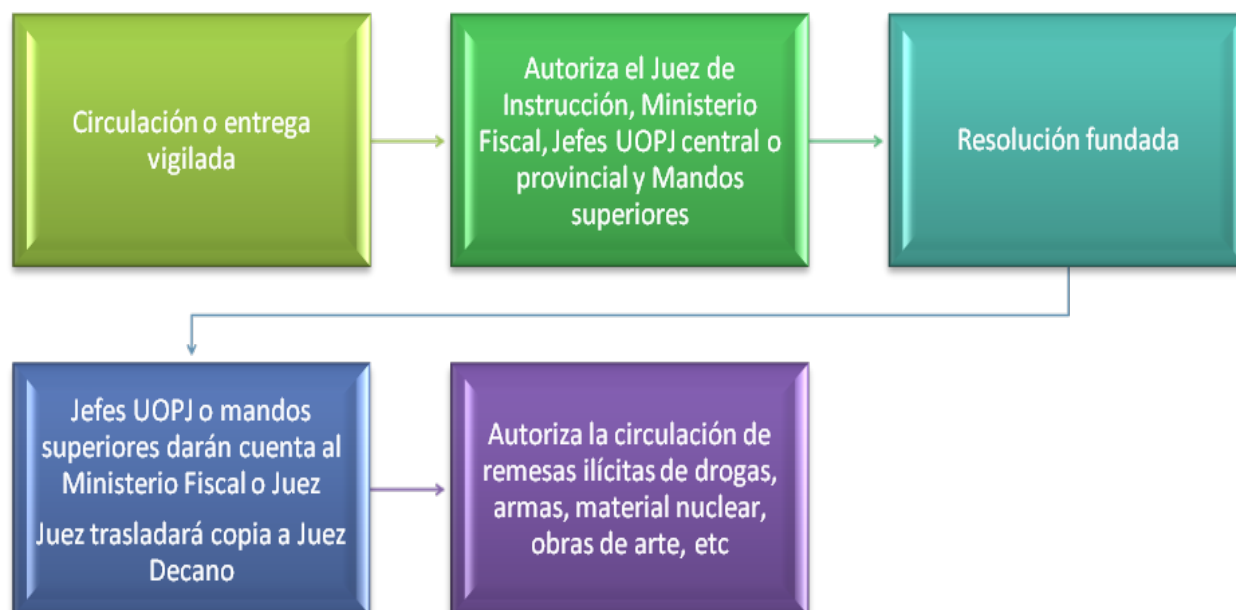 Circulación o entrega
vigilada
Autoriza el Juez de
Instrucción, Ministerio
Fiscal, Jefes UOPJ central o
provincial y Mandos
superiores
Resolución fundada
Jefes UOPJ o mandos
superiores darán cuenta al
Ministerio Fiscal o Juez
Juez trasladará copia a Juez
Decano
Autoriza la circulación de
remesas ilícitas de drogas,
armas, material nuclear,
obras de arte, etc